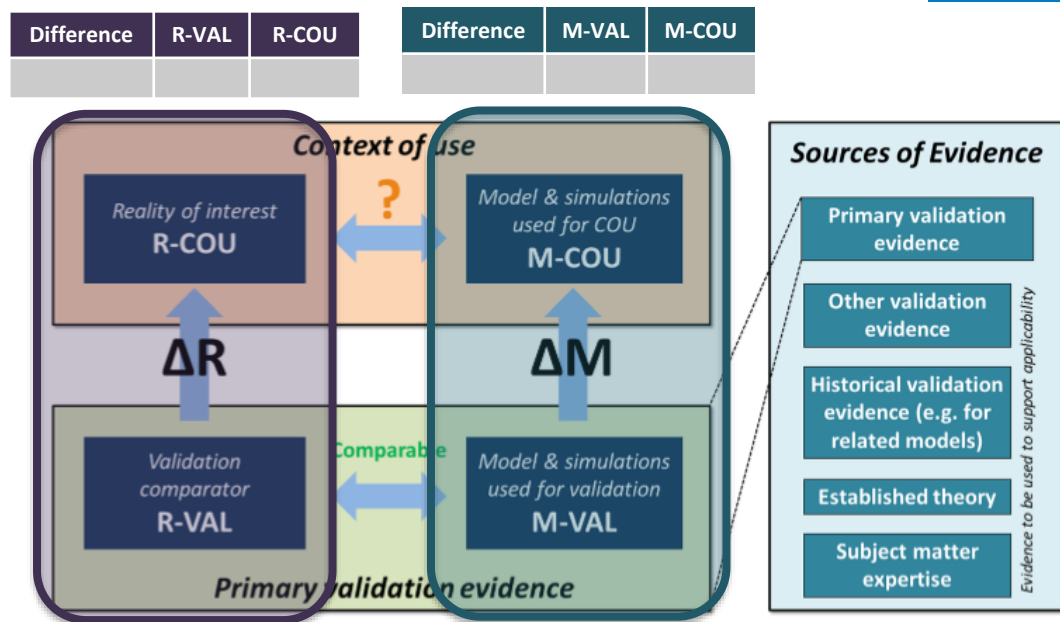 Difference R-VAL R-COU
Difference M-VAL M-COU
Context of use
Reality of interest
R-COU
?
Model & simulations
used for COU
M-COU
ΔR
ΔM
Validation
comparator
R-VAL
Comparable
Model & simulations
used for validation
M-VAL
Primary validation evidence
Sources of Evidence
Primary validation
evidence
Other validation
evidence
Historical validation
evidence (e.g. for
related models)
Established theory
Subject matter
expertise
Evidence to be used to support applicability